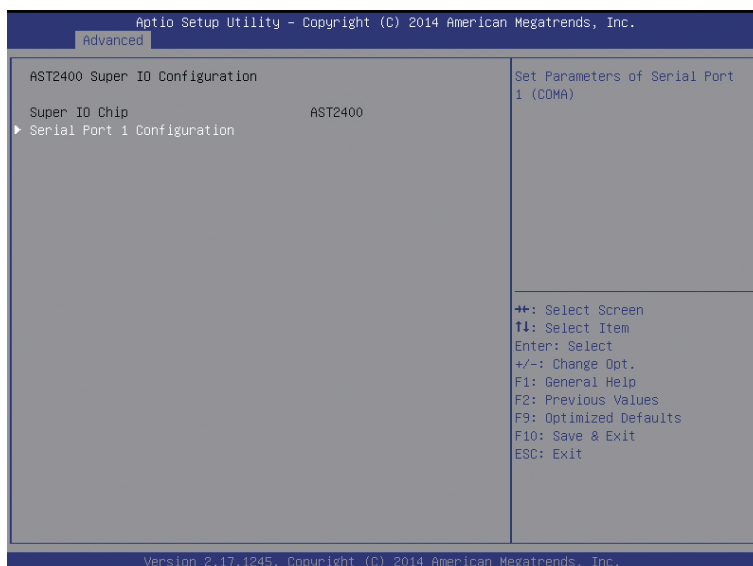 Aptio Setup Utility – Copyright (C) 2014 American Megatrends, Inc.
Advanced
AST2400 Super IO Configuration
Super IO Chip AST2400
Serial Port 1 Configuration
Set Parameters of Serial Port
1 (COMA)
→←: Select Screen
↑↓: Select Item
Enter: Select
+/-: Change Opt.
F1: General Help
F2: Previous Values
F9: Optimized Defaults
F10: Save & Exit
ESC: Exit
Version 2.17.1245. Copyright (C) 2014 American Megatrends, Inc.